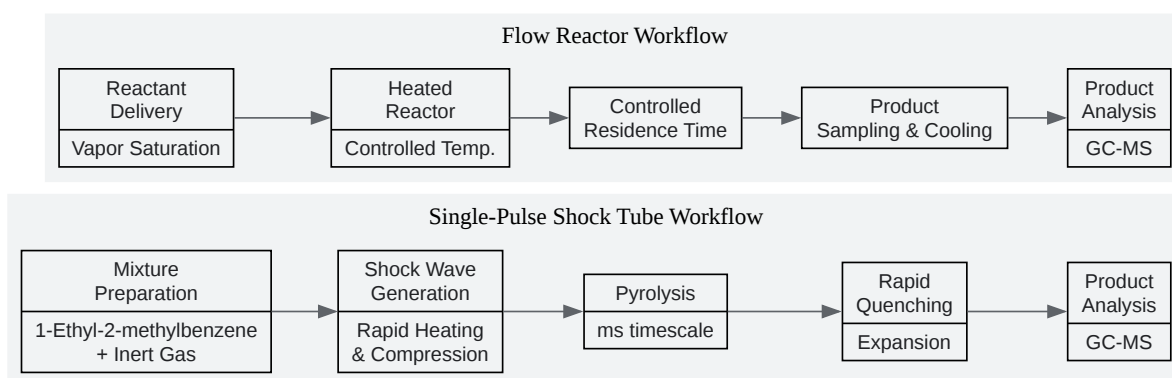 Flow Reactor Workflow
Reactant
Delivery
Vapor Saturation
Heated
Reactor
Controlled Temp.
Controlled
Residence Time
Product
Sampling & Cooling
Product
Analysis
GC-MS
Single-Pulse Shock Tube Workflow
Mixture
Preparation
1-Ethyl-2-methylbenzene
+ Inert Gas
Shock Wave
Generation
Rapid Heating
& Compression
Pyrolysis
ms timescale
Rapid
Quenching
Expansion
Product
Analysis
GC-MS